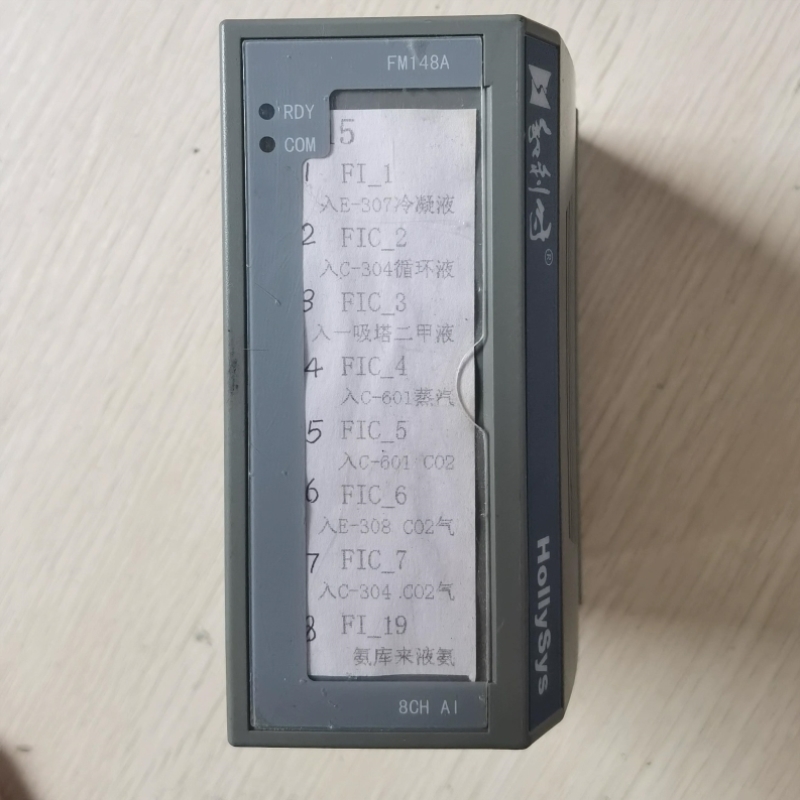 FM148A
RDY
COM
5
1 FI_1
入E-307冷凝液
2 FIC_2
入C-304循环液
3 FIC_3
入一吸塔二甲液
4 FIC_4
入C-601蒸汽
5 FIC_5
入C-601 CO2
6 FIC_6
入E-308 CO2气
7 FIC_7
入C-304 CO2气
8 FI_19
氨库来液氨
8CH AI
和利时
®
HollySys